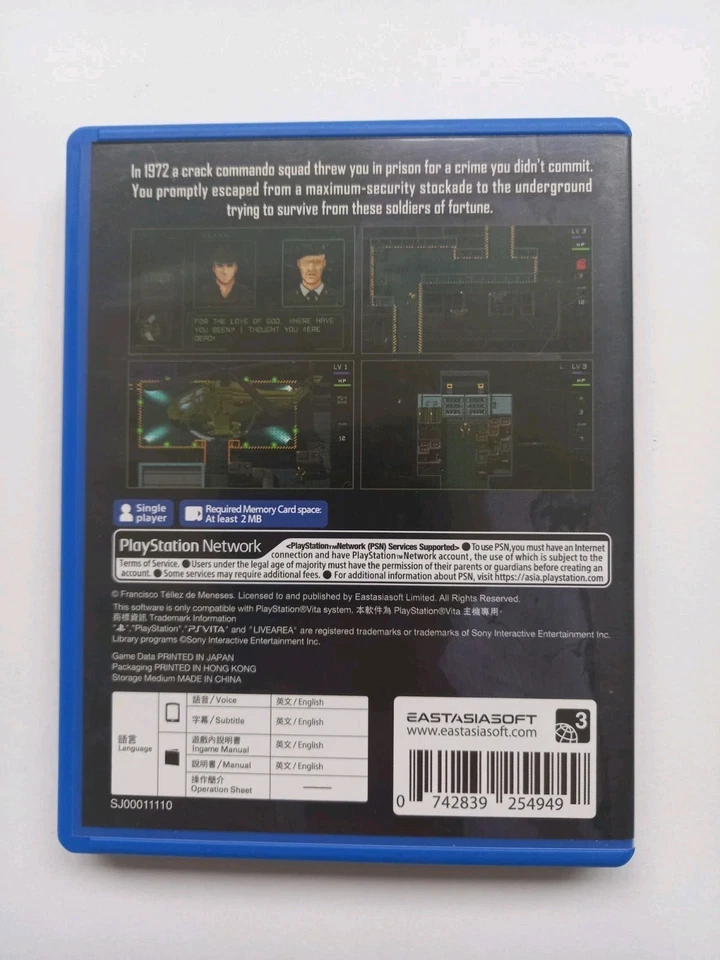 In 1972 a crack commando squad threw you in prison for a crime you didn't commit.
You promptly escaped from a maximum-security stockade to the underground
trying to survive from these soldiers of fortune.
FOR THE LOVE OF GOD, WHERE HAVE
YOU BEEN? I THOUGHT YOU WERE
DEAD!
LV 3
HP
12
LV 1
HP
12
LV 3
HP
Single
player
Required Memory Card space:
At least 2 MB
PlayStation Network
<PlayStation™Network (PSN) Services Supported> ● To use PSN, you must have an Internet
connection and have PlayStation™Network account, the use of which is subject to the
Terms of Service. ● Users under the legal age of majority must have the permission of their parents or guardians before creating an
account. ● Some services may require additional fees. ● For additional information about PSN, visit https://asia.playstation.com
© Francisco Téllez de Meneses. Licensed to and published by Eastasiasoft Limited. All Rights Reserved.
This software is only compatible with PlayStation®Vita system. 本軟件為 PlayStation®Vita 主機專用。
商標資訊 Trademark Information
"PS", "PlayStation", "PSVITA" and "LIVEAREA" are registered trademarks or trademarks of Sony Interactive Entertainment Inc.
Library programs ©Sony Interactive Entertainment Inc.
Game Data PRINTED IN JAPAN
Packaging PRINTED IN HONG KONG
Storage Medium MADE IN CHINA
語言
Language
語音/Voice 英文/English
字幕/Subtitle 英文/English
遊戲內說明書
Ingame Manual 英文/English
說明書/Manual 英文/English
操作簡介
Operation Sheet
SJ00011110
EASTASIASOFT
www.eastasiasoft.com
3
0 742839 254949